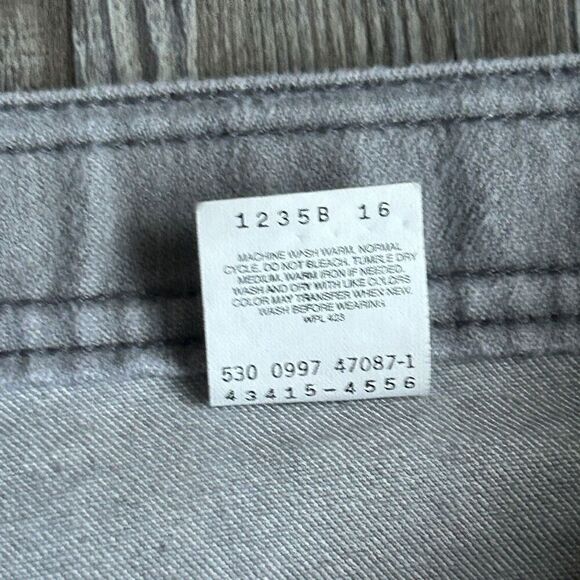 1235B 16
MACHINE WASH WARM, NORMAL
CYCLE. DO NOT BLEACH. TUMBLE DRY
MEDIUM. WARM IRON IF NEEDED.
WASH AND DRY WITH LIKE COLORS
COLOR MAY TRANSFER WHEN NEW.
WASH BEFORE WEARING
WPL 423
530 0997 47087-1
43415-4556